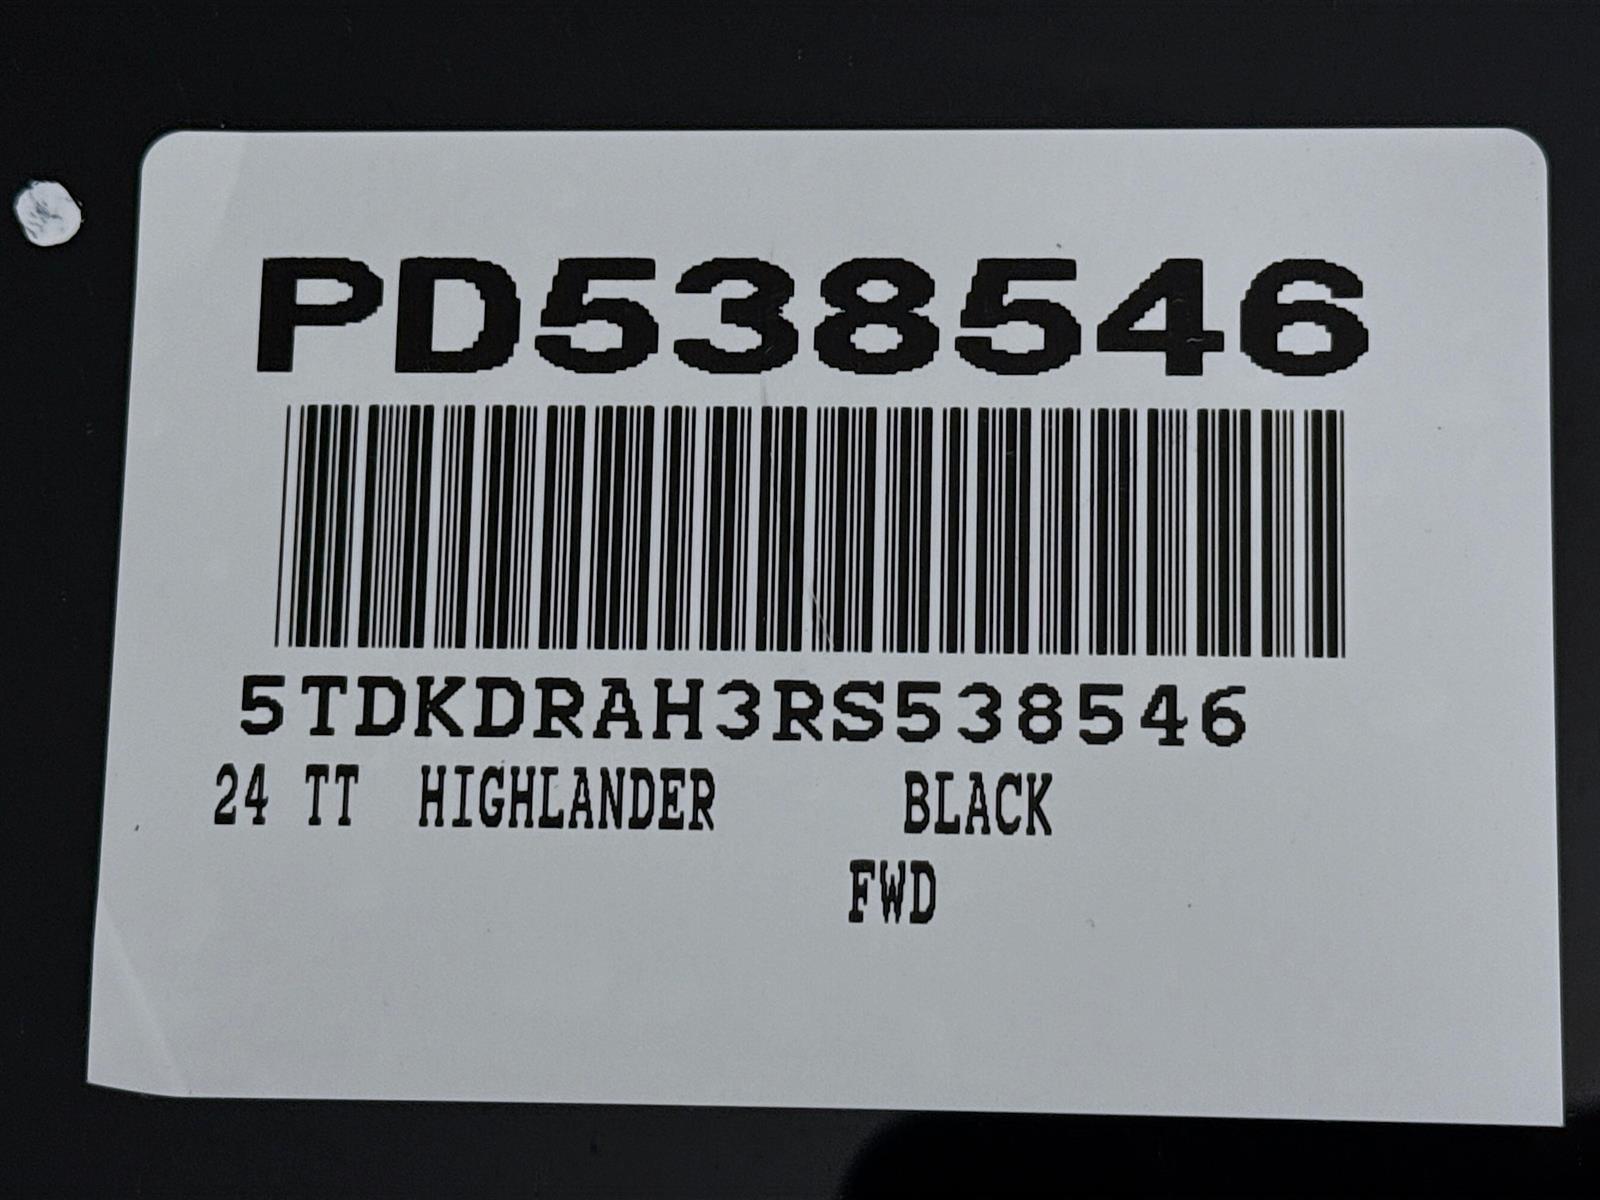 PD538546
5TDKDRAH3RS538546
24 TT HIGHLANDER BLACK
FWD